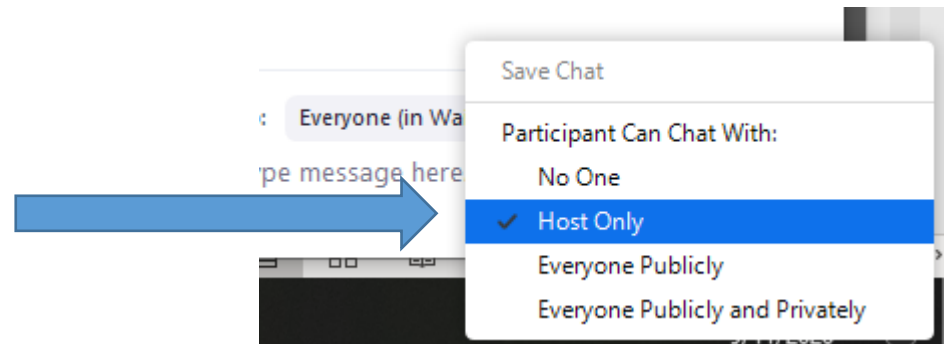 Save Chat
Everyone (in Wa
Participant Can Chat With:
message here
No One
Host Only
Everyone Publicly
Everyone Publicly and Privately